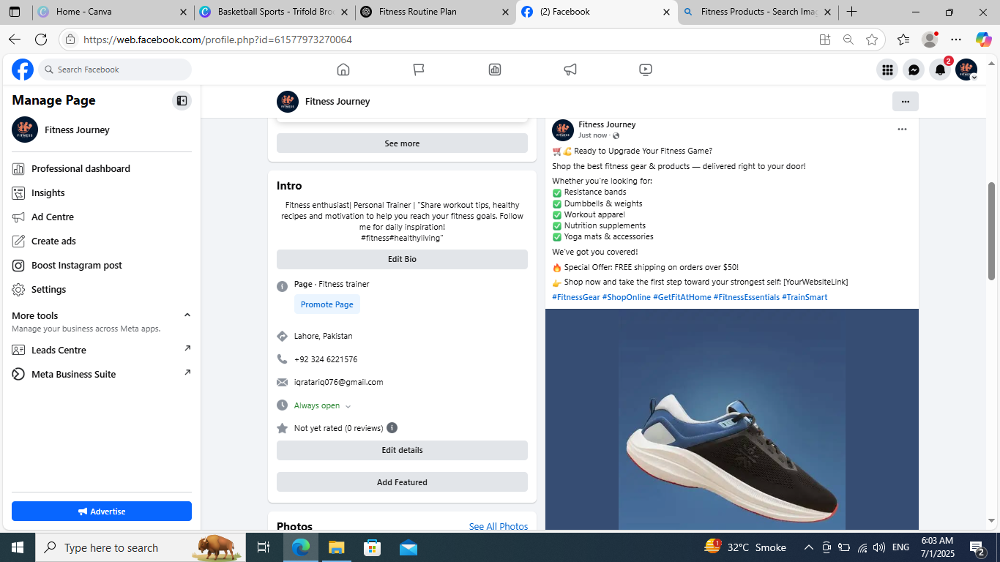 Home - Canva
Basketball Sports - Trifold Bro
Fitness Routine Plan
(2) Facebook
Fitness Products - Search Ima
https://web.facebook.com/profile.php?id=61577973270064
Search Facebook
2
Manage Page
Fitness Journey
Professional dashboard
Insights
Ad Centre
Create ads
Boost Instagram post
Settings
More tools
Manage your business across Meta apps.
Leads Centre
Meta Business Suite
Advertise
Fitness Journey
See more
Intro
Fitness enthusiast| Personal Trainer | "Share workout tips, healthy
recipes and motivation to help you reach your fitness goals. Follow
me for daily inspiration!
#fitness#healthyliving"
Edit Bio
Page · Fitness trainer
Promote Page
Lahore, Pakistan
+92 324 6221576
iqratariq076@gmail.com
Always open
Not yet rated (0 reviews)
Edit details
Add Featured
Photos
See All Photos
Fitness Journey
Just now ·
🛒💪 Ready to Upgrade Your Fitness Game?
Shop the best fitness gear & products — delivered right to your door!
Whether you're looking for:
✅ Resistance bands
✅ Dumbbells & weights
✅ Workout apparel
✅ Nutrition supplements
✅ Yoga mats & accessories
We've got you covered!
🔥 Special Offer: FREE shipping on orders over $50!
👉 Shop now and take the first step toward your strongest self: [YourWebsiteLink]
#FitnessGear #ShopOnline #GetFitAtHome #FitnessEssentials #TrainSmart
Type here to search
1
32°C Smoke
ENG
6:03 AM
7/1/2025
2